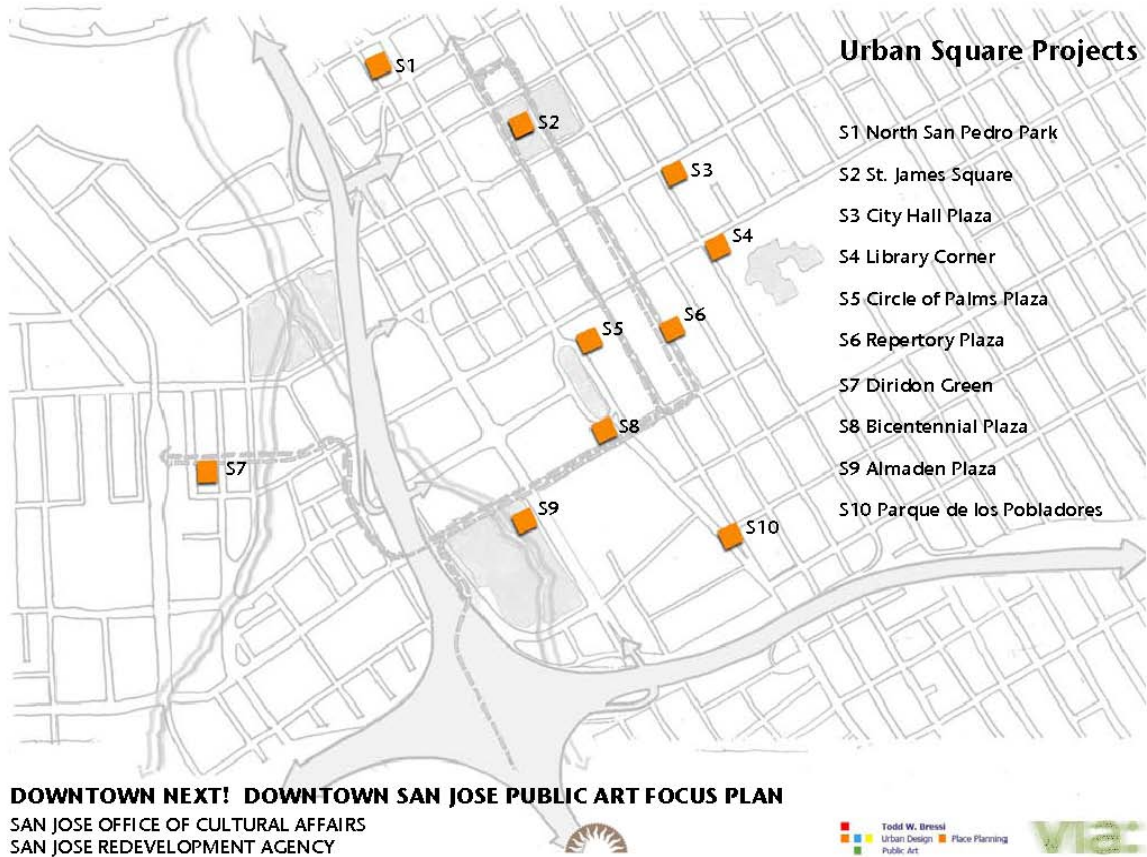 Urban Square Projects
S1
S2
S3
S4
S5
S6
S7
S8
S9
S10
S1 North San Pedro Park
S2 St. James Square
S3 City Hall Plaza
S4 Library Corner
S5 Circle of Palms Plaza
S6 Repertory Plaza
S7 Diridon Green
S8 Bicentennial Plaza
S9 Almaden Plaza
S10 Parque de los Pobladores
DOWNTOWN NEXT! DOWNTOWN SAN JOSE PUBLIC ART FOCUS PLAN
SAN JOSE OFFICE OF CULTURAL AFFAIRS
SAN JOSE REDEVELOPMENT AGENCY
Todd W. Bressi
Urban Design Place Planning
Public Art
via: